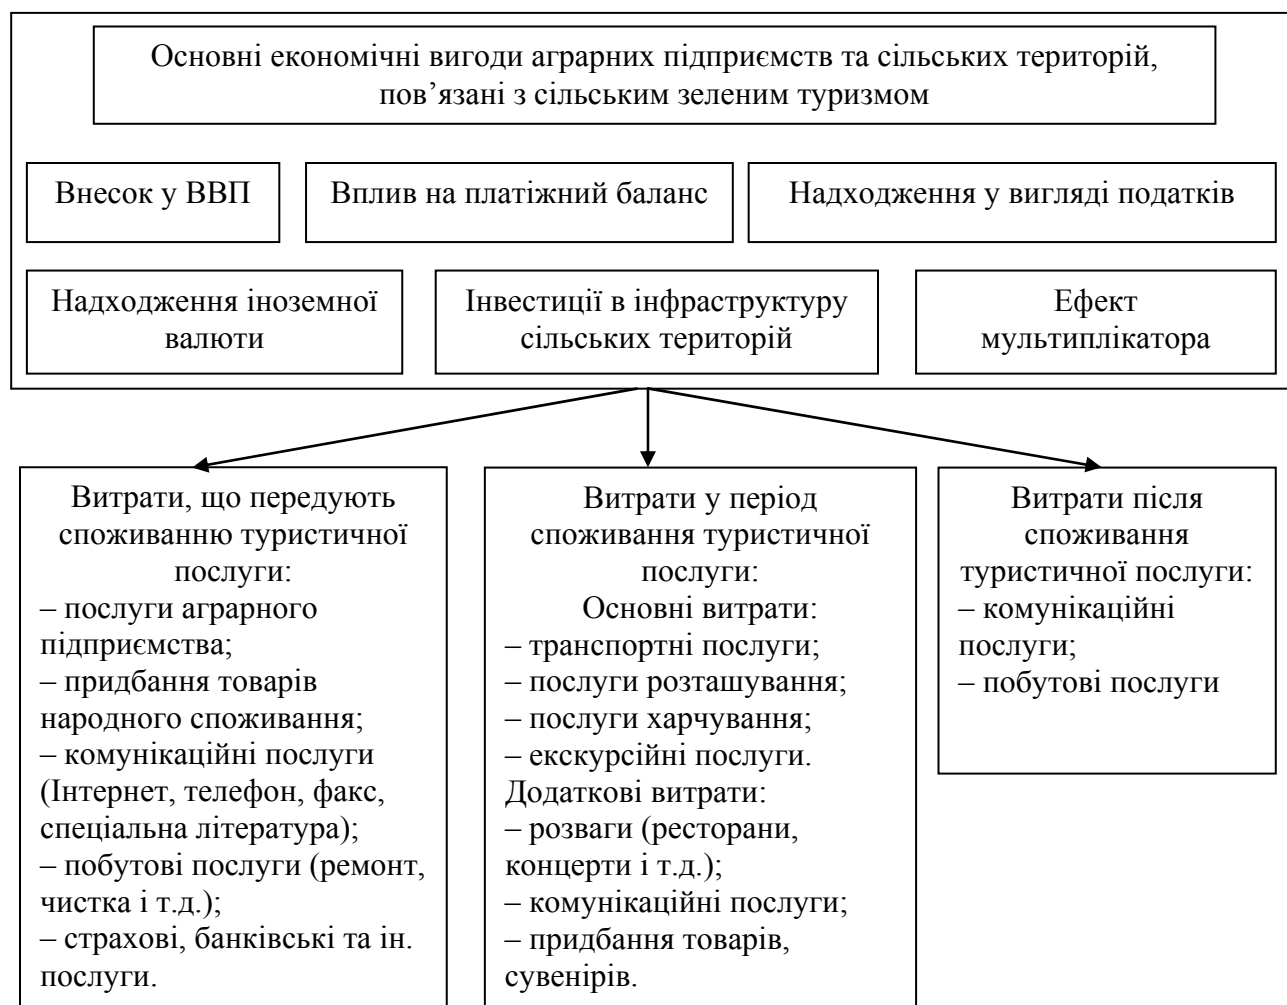 Основні економічні вигоди аграрних підприємств та сільських територій,
пов’язані з сільським зеленим туризмом
Внесок у ВВП
Вплив на платіжний баланс
Надходження у вигляді податків
Надходження іноземної
валюти
Інвестиції в інфраструктуру
сільських територій
Ефект
мультиплікатора
Витрати, що передують
споживанню туристичної
послуги:
– послуги аграрного
підприємства;
– придбання товарів
народного споживання;
– комунікаційні послуги
(Інтернет, телефон, факс,
спеціальна література);
– побутові послуги (ремонт,
чистка і т.д.);
– страхові, банківські та ін.
послуги.
Витрати у період
споживання туристичної
послуги:
Основні витрати:
– транспортні послуги;
– послуги розташування;
– послуги харчування;
– екскурсійні послуги.
Додаткові витрати:
– розваги (ресторани,
концерти і т.д.);
– комунікаційні послуги;
– придбання товарів,
сувенірів.
Витрати після
споживання
туристичної послуги:
– комунікаційні
послуги;
– побутові послуги